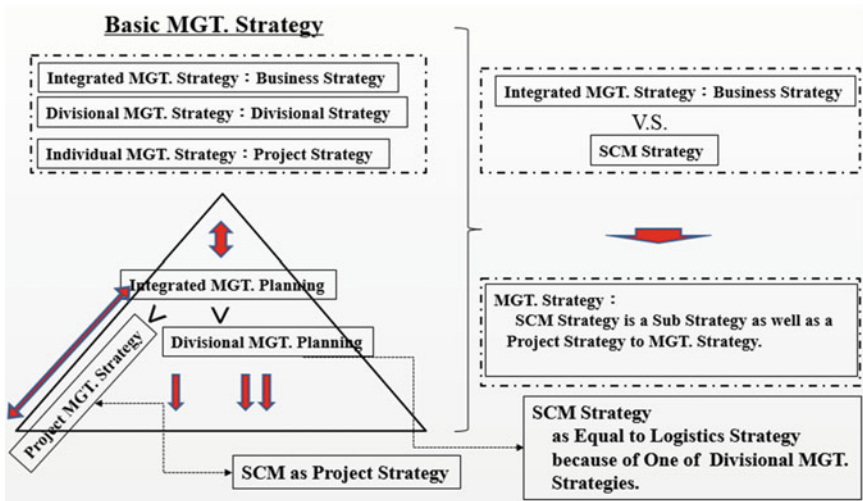 Basic MGT. Strategy
Integrated MGT. Strategy：Business Strategy
Divisional MGT. Strategy：Divisional Strategy
Individual MGT. Strategy：Project Strategy
Integrated MGT. Strategy：Business Strategy
V.S.
SCM Strategy
Integrated MGT. Planning
Divisional MGT. Planning
Project MGT. Strategy
MGT. Strategy：
SCM Strategy is a Sub Strategy as well as a
Project Strategy to MGT. Strategy.
SCM as Project Strategy
SCM Strategy
as Equal to Logistics Strategy
because of One of Divisional MGT.
Strategies.